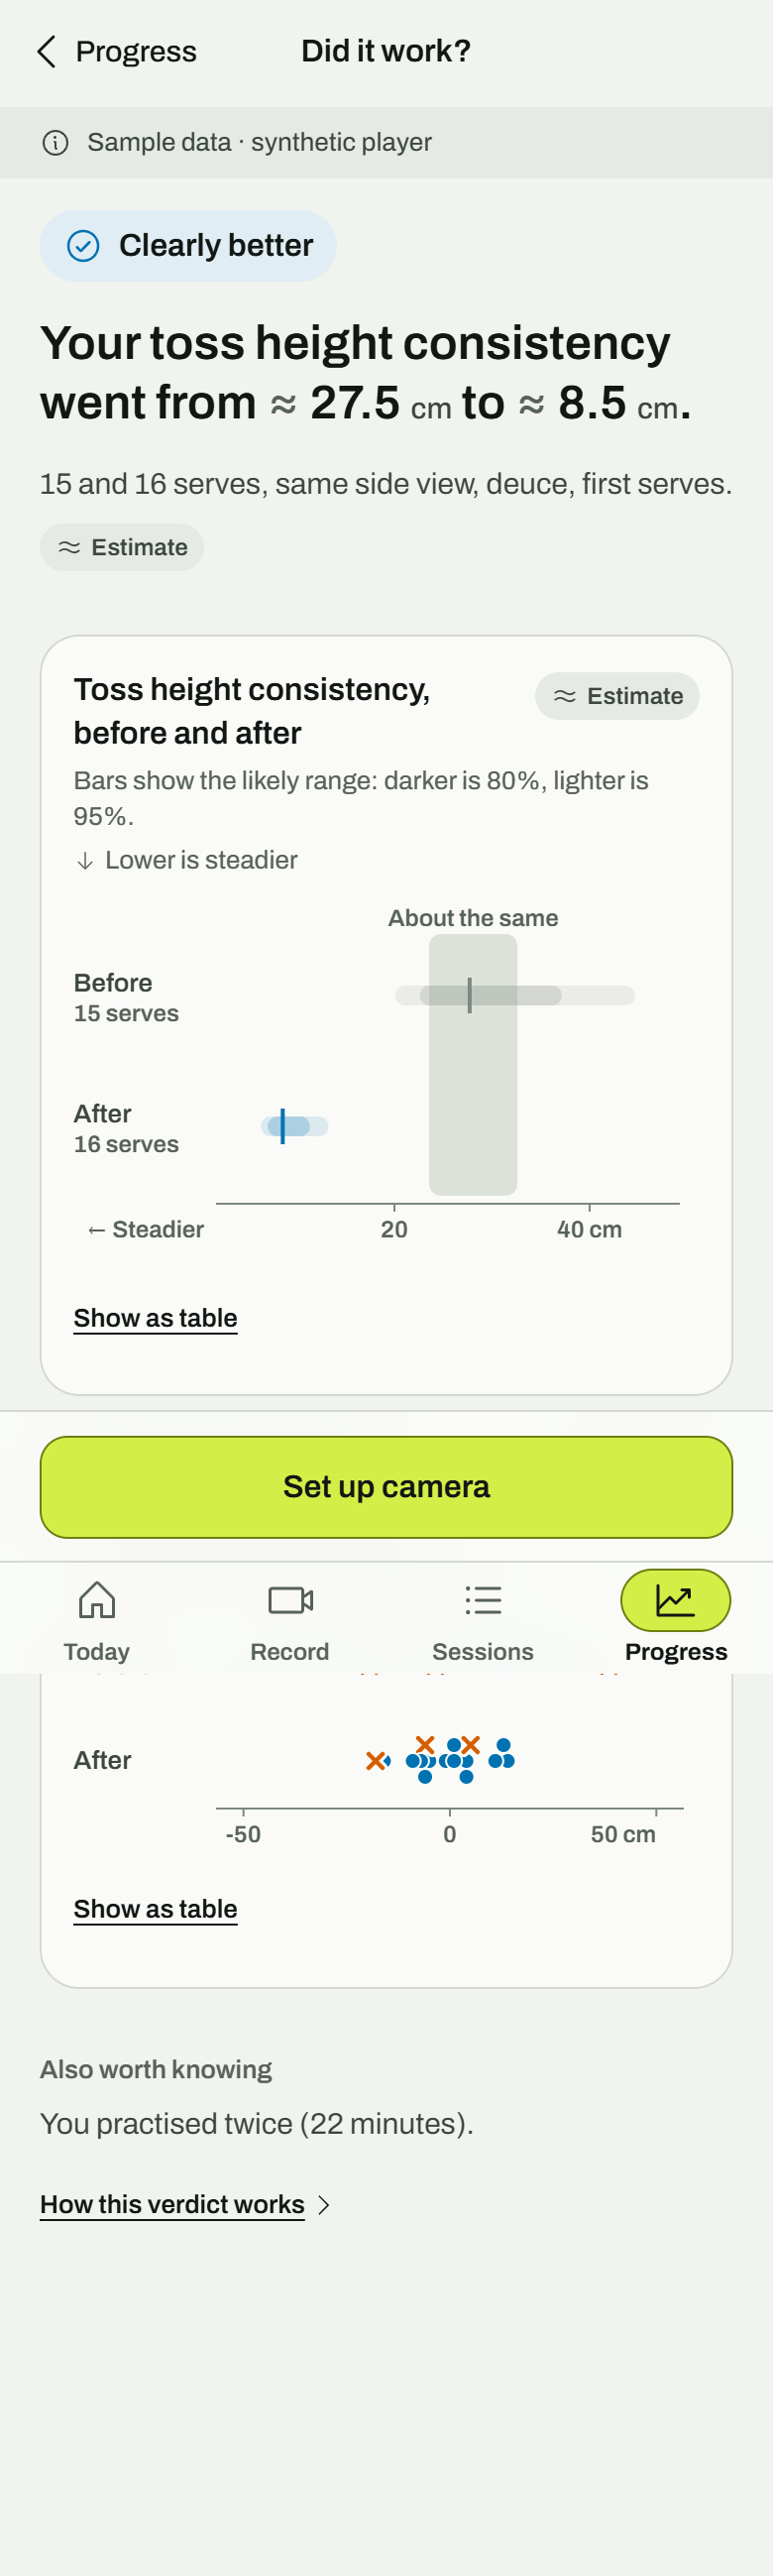 Progress
Did it work?
Sample data · synthetic player
Clearly better
Your toss height consistency
went from ≈ 27.5 cm to ≈ 8.5 cm.
15 and 16 serves, same side view, deuce, first serves.
≈ Estimate
Toss height consistency,
before and after
≈ Estimate
Bars show the likely range: darker is 80%, lighter is
95%.
↓ Lower is steadier
About the same
Before
15 serves
After
16 serves
← Steadier
20
40 cm
Show as table
Set up camera
Today
Record
Sessions
Progress
After
-50
0
50 cm
Show as table
Also worth knowing
You practised twice (22 minutes).
How this verdict works